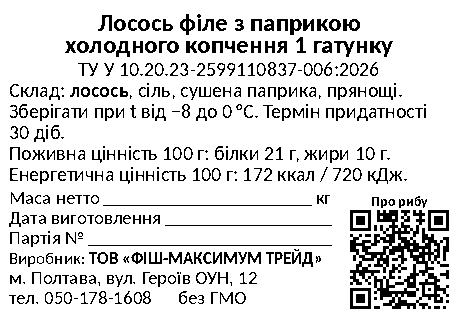 Лосось філе з паприкою
холодного копчення 1 гатунку
ТУ У 10.20.23-2599110837-006:2026
Склад: лосось, сіль, сушена паприка, прянощі.
Зберігати при t від −8 до 0 °С. Термін придатності
30 діб.
Поживна цінність 100 г: білки 21 г, жири 10 г.
Енергетична цінність 100 г: 172 ккал / 720 кДж.
Маса нетто ______________________ кг
Дата виготовлення __________________
Партія № __________________________
Про рибу
Виробник: ТОВ «ФІШ-МАКСИМУМ ТРЕЙД»
м. Полтава, вул. Героїв ОУН, 12
тел. 050-178-1608 без ГМО